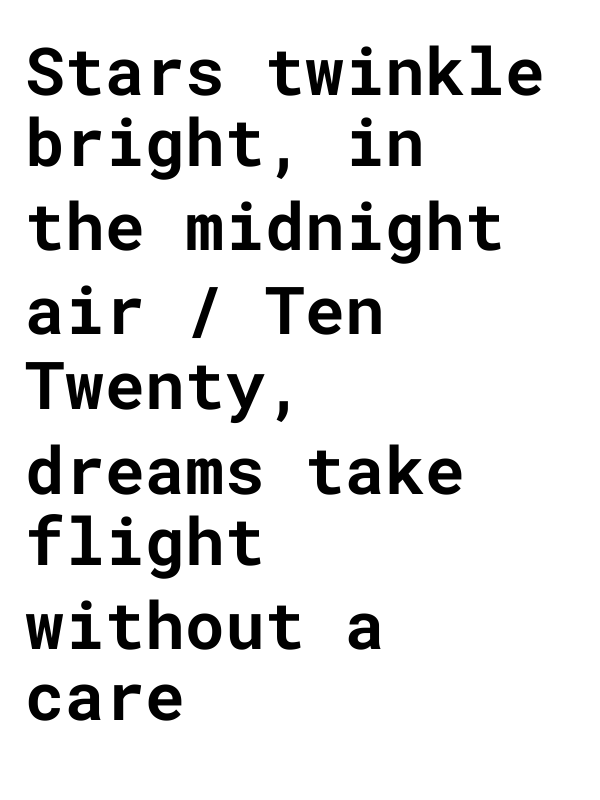 Stars twinkle
bright, in
the midnight
air / Ten
Twenty,
dreams take
flight
without a
care